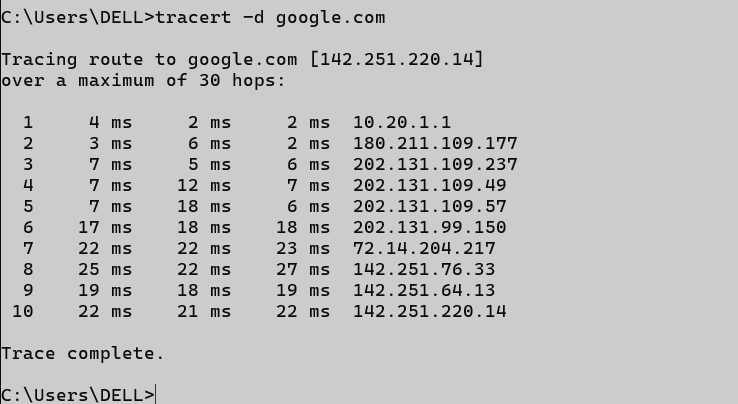 C:\Users\DELL>tracert -d google.com
Tracing route to google.com [142.251.220.14]
over a maximum of 30 hops:
1 4 ms 2 ms 2 ms 10.20.1.1
2 3 ms 6 ms 2 ms 180.211.109.177
3 7 ms 5 ms 6 ms 202.131.109.237
4 7 ms 12 ms 7 ms 202.131.109.49
5 7 ms 18 ms 6 ms 202.131.109.57
6 17 ms 18 ms 18 ms 202.131.99.150
7 22 ms 22 ms 23 ms 72.14.204.217
8 25 ms 22 ms 27 ms 142.251.76.33
9 19 ms 18 ms 19 ms 142.251.64.13
10 22 ms 21 ms 22 ms 142.251.220.14
Trace complete.
C:\Users\DELL>